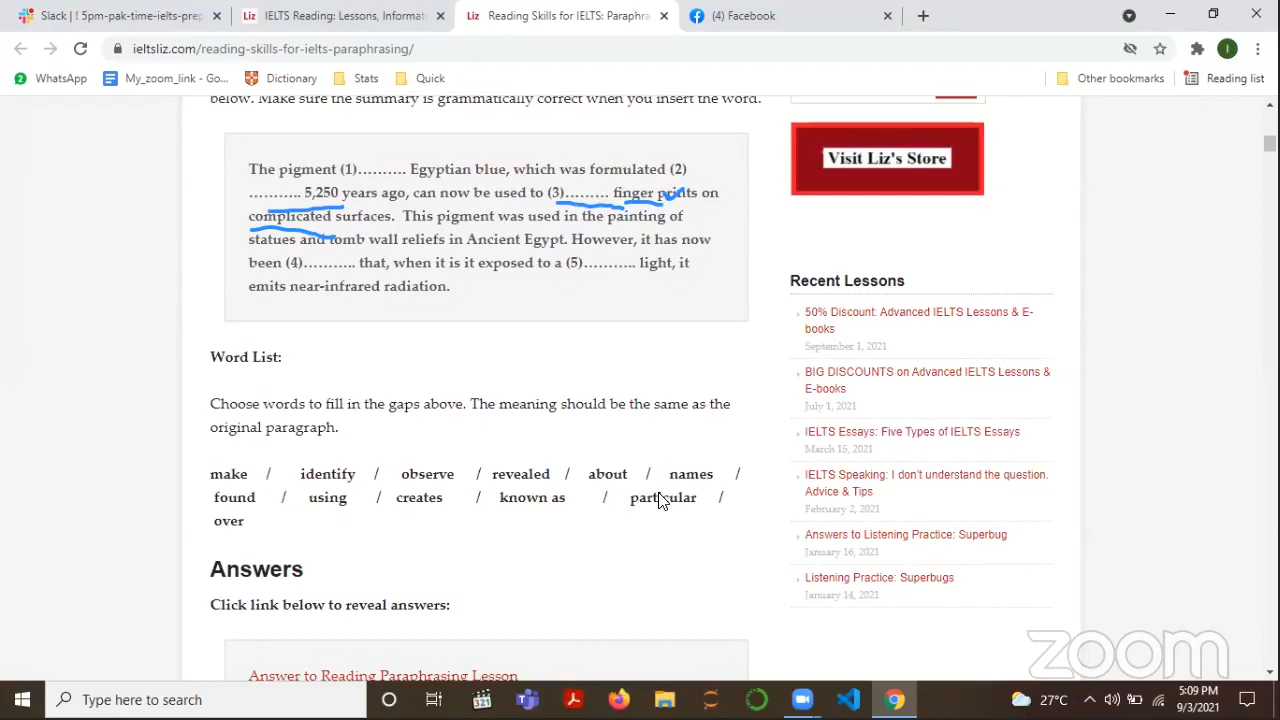 Slack | ! 5pm-pak-time-ielts-prep
Liz IELTS Reading: Lessons, Informat
Liz Reading Skills for IELTS: Paraphra
(4) Facebook
ieltsliz.com/reading-skills-for-ielts-paraphrasing/
I
2 WhatsApp
My_zoom_link - Go...
Dictionary
Stats
Quick
Other bookmarks
Reading list
below. Make sure the summary is grammatically correct when you insert the word.
The pigment (1)………. Egyptian blue, which was formulated (2)
……….. 5,250 years ago, can now be used to (3)……… finger prints on
complicated surfaces. This pigment was used in the painting of
statues and tomb wall reliefs in Ancient Egypt. However, it has now
been (4)……….. that, when it is it exposed to a (5)……….. light, it
emits near-infrared radiation.
Word List:
Choose words to fill in the gaps above. The meaning should be the same as the
original paragraph.
make / identify / observe / revealed / about / names /
found / using / creates / known as / particular /
over
Answers
Click link below to reveal answers:
Answer to Reading Paraphrasing Lesson
Visit Liz's Store
Recent Lessons
50% Discount: Advanced IELTS Lessons & E-
books
September 1, 2021
BIG DISCOUNTS on Advanced IELTS Lessons &
E-books
July 1, 2021
IELTS Essays: Five Types of IELTS Essays
March 15, 2021
IELTS Speaking: I don't understand the question.
Advice & Tips
February 2, 2021
Answers to Listening Practice: Superbug
January 16, 2021
Listening Practice: Superbugs
January 14, 2021
zoom
Type here to search
321
27°C
5:09 PM
9/3/2021